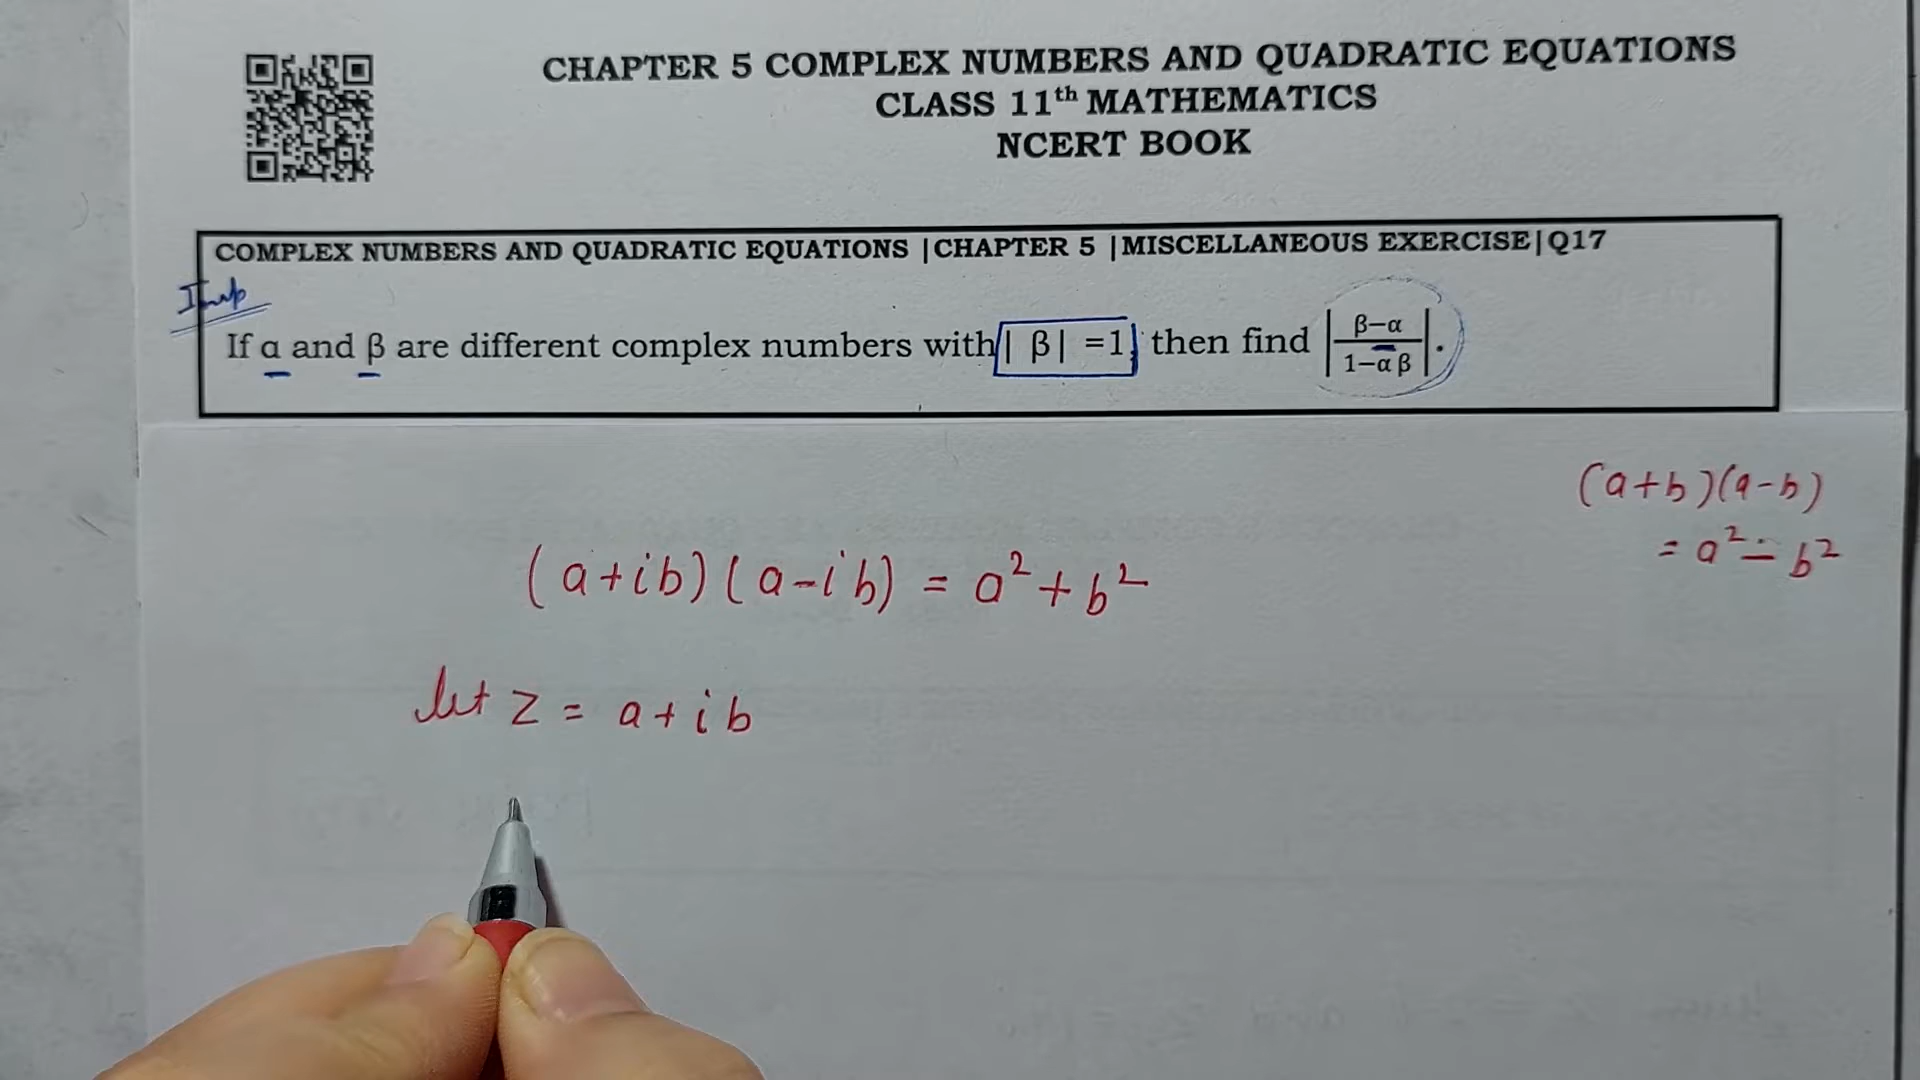 CHAPTER 5 COMPLEX NUMBERS AND QUADRATIC EQUATIONS
CLASS 11th MATHEMATICS
NCERT BOOK
COMPLEX NUMBERS AND QUADRATIC EQUATIONS |CHAPTER 5 |MISCELLANEOUS EXERCISE|Q17
Imp
If α and β are different complex numbers with | β | =1, then find |(β−α)/(1−ᾱβ)|.
(a+b)(a-b)
= a² - b²
(a+ib)(a-ib) = a² + b²
let z = a+ib